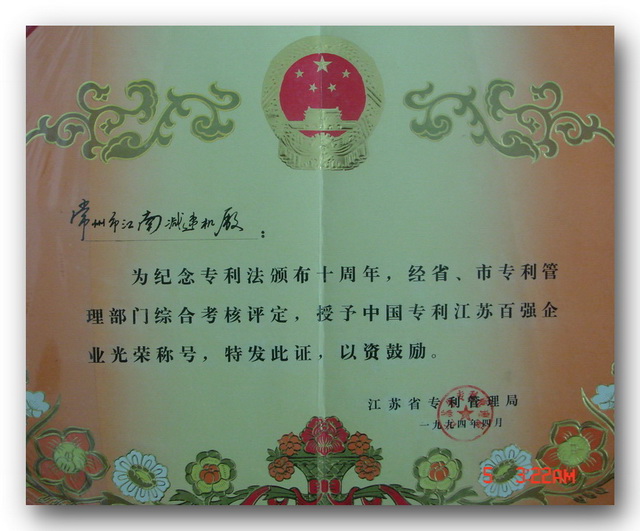 常州市江南减速机厰：
为纪念专利法颁布十周年，经省、市专利管
理部门综合考核评定，授予中国专利江苏百强企
业光荣称号，特发此证，以资鼓励。
江苏省专利管理局
一九九四年四月
5 3:22AM